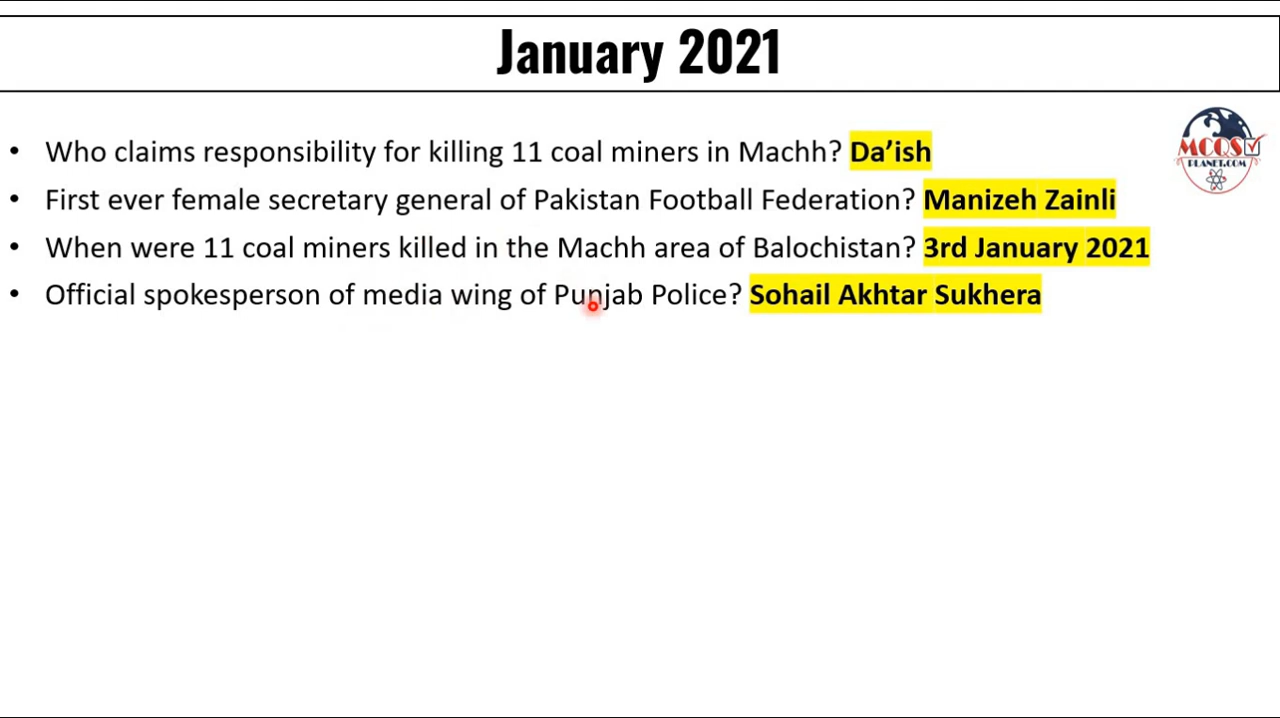 January 2021
• Who claims responsibility for killing 11 coal miners in Machh? Da’ish
• First ever female secretary general of Pakistan Football Federation? Manizeh Zainli
• When were 11 coal miners killed in the Machh area of Balochistan? 3rd January 2021
• Official spokesperson of media wing of Punjab Police? Sohail Akhtar Sukhera
MCQS
PLANET.COM